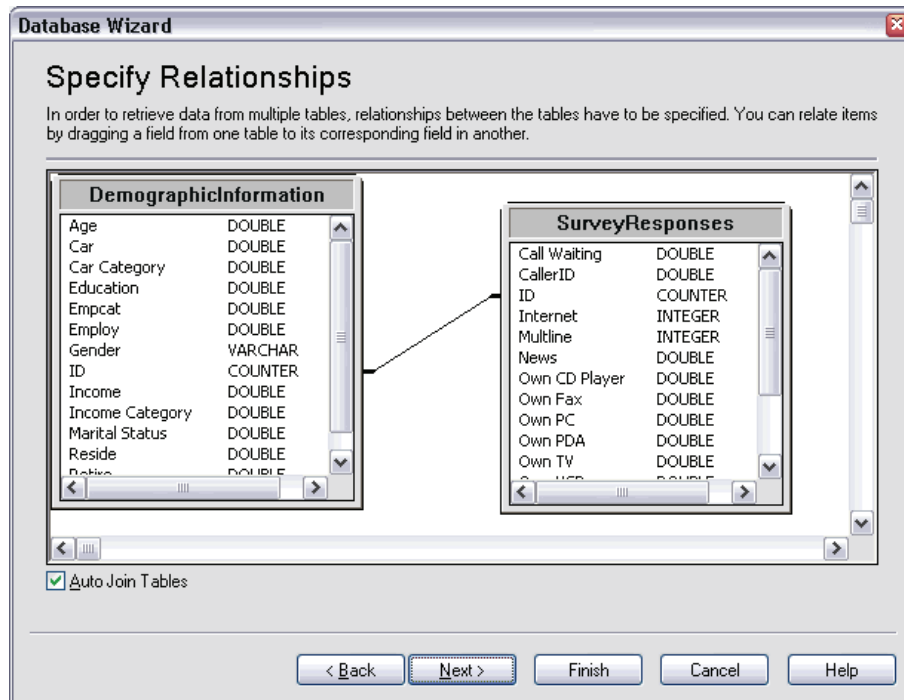 Database Wizard
Specify Relationships
In order to retrieve data from multiple tables, relationships between the tables have to be specified. You can relate items
by dragging a field from one table to its corresponding field in another.
DemographicInformation
Age DOUBLE
Car DOUBLE
Car Category DOUBLE
Education DOUBLE
Empcat DOUBLE
Employ DOUBLE
Gender VARCHAR
ID COUNTER
Income DOUBLE
Income Category DOUBLE
Marital Status DOUBLE
Reside DOUBLE
Retire DOUBLE
SurveyResponses
Call Waiting DOUBLE
CallerID DOUBLE
ID COUNTER
Internet INTEGER
Multline INTEGER
News DOUBLE
Own CD Player DOUBLE
Own Fax DOUBLE
Own PC DOUBLE
Own PDA DOUBLE
Own TV DOUBLE
Auto Join Tables
< Back Next > Finish Cancel Help